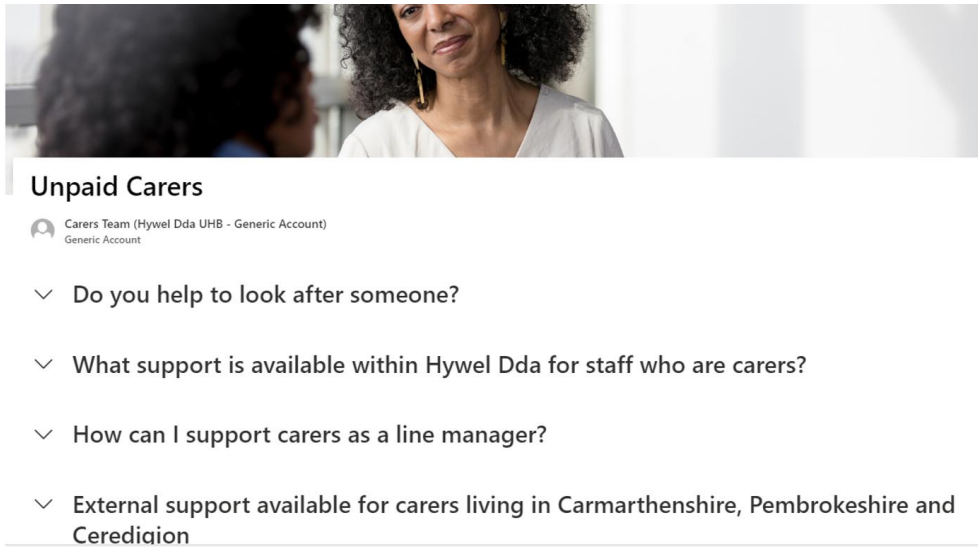 Unpaid Carers
Carers Team (Hywel Dda UHB - Generic Account)
Generic Account
Do you help to look after someone?
What support is available within Hywel Dda for staff who are carers?
How can I support carers as a line manager?
External support available for carers living in Carmarthenshire, Pembrokeshire and
Ceredigion